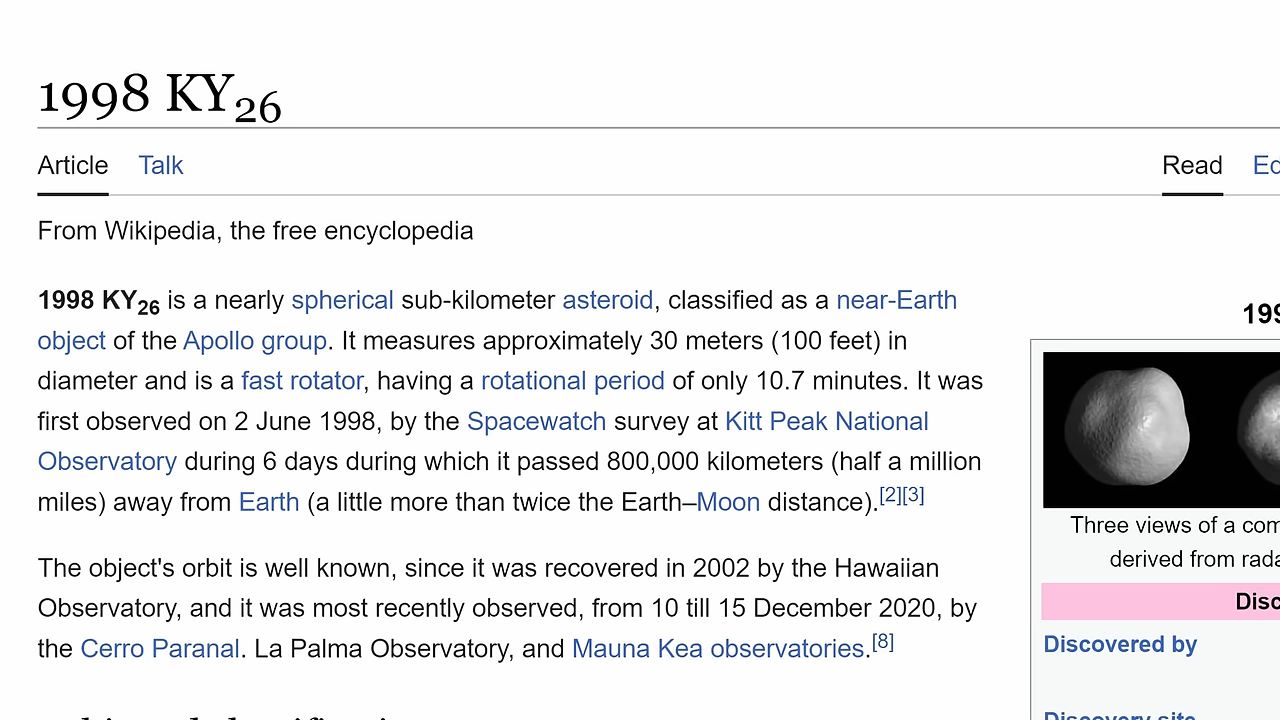 1998 KY26
Article Talk Read
From Wikipedia, the free encyclopedia
1998 KY26 is a nearly spherical sub-kilometer asteroid, classified as a near-Earth
object of the Apollo group. It measures approximately 30 meters (100 feet) in
diameter and is a fast rotator, having a rotational period of only 10.7 minutes. It was
first observed on 2 June 1998, by the Spacewatch survey at Kitt Peak National
Observatory during 6 days during which it passed 800,000 kilometers (half a million
miles) away from Earth (a little more than twice the Earth–Moon distance).[2][3]
The object's orbit is well known, since it was recovered in 2002 by the Hawaiian
Observatory, and it was most recently observed, from 10 till 15 December 2020, by
the Cerro Paranal. La Palma Observatory, and Mauna Kea observatories.[8]
Three views of a
derived from
Discovered by
Discovery site